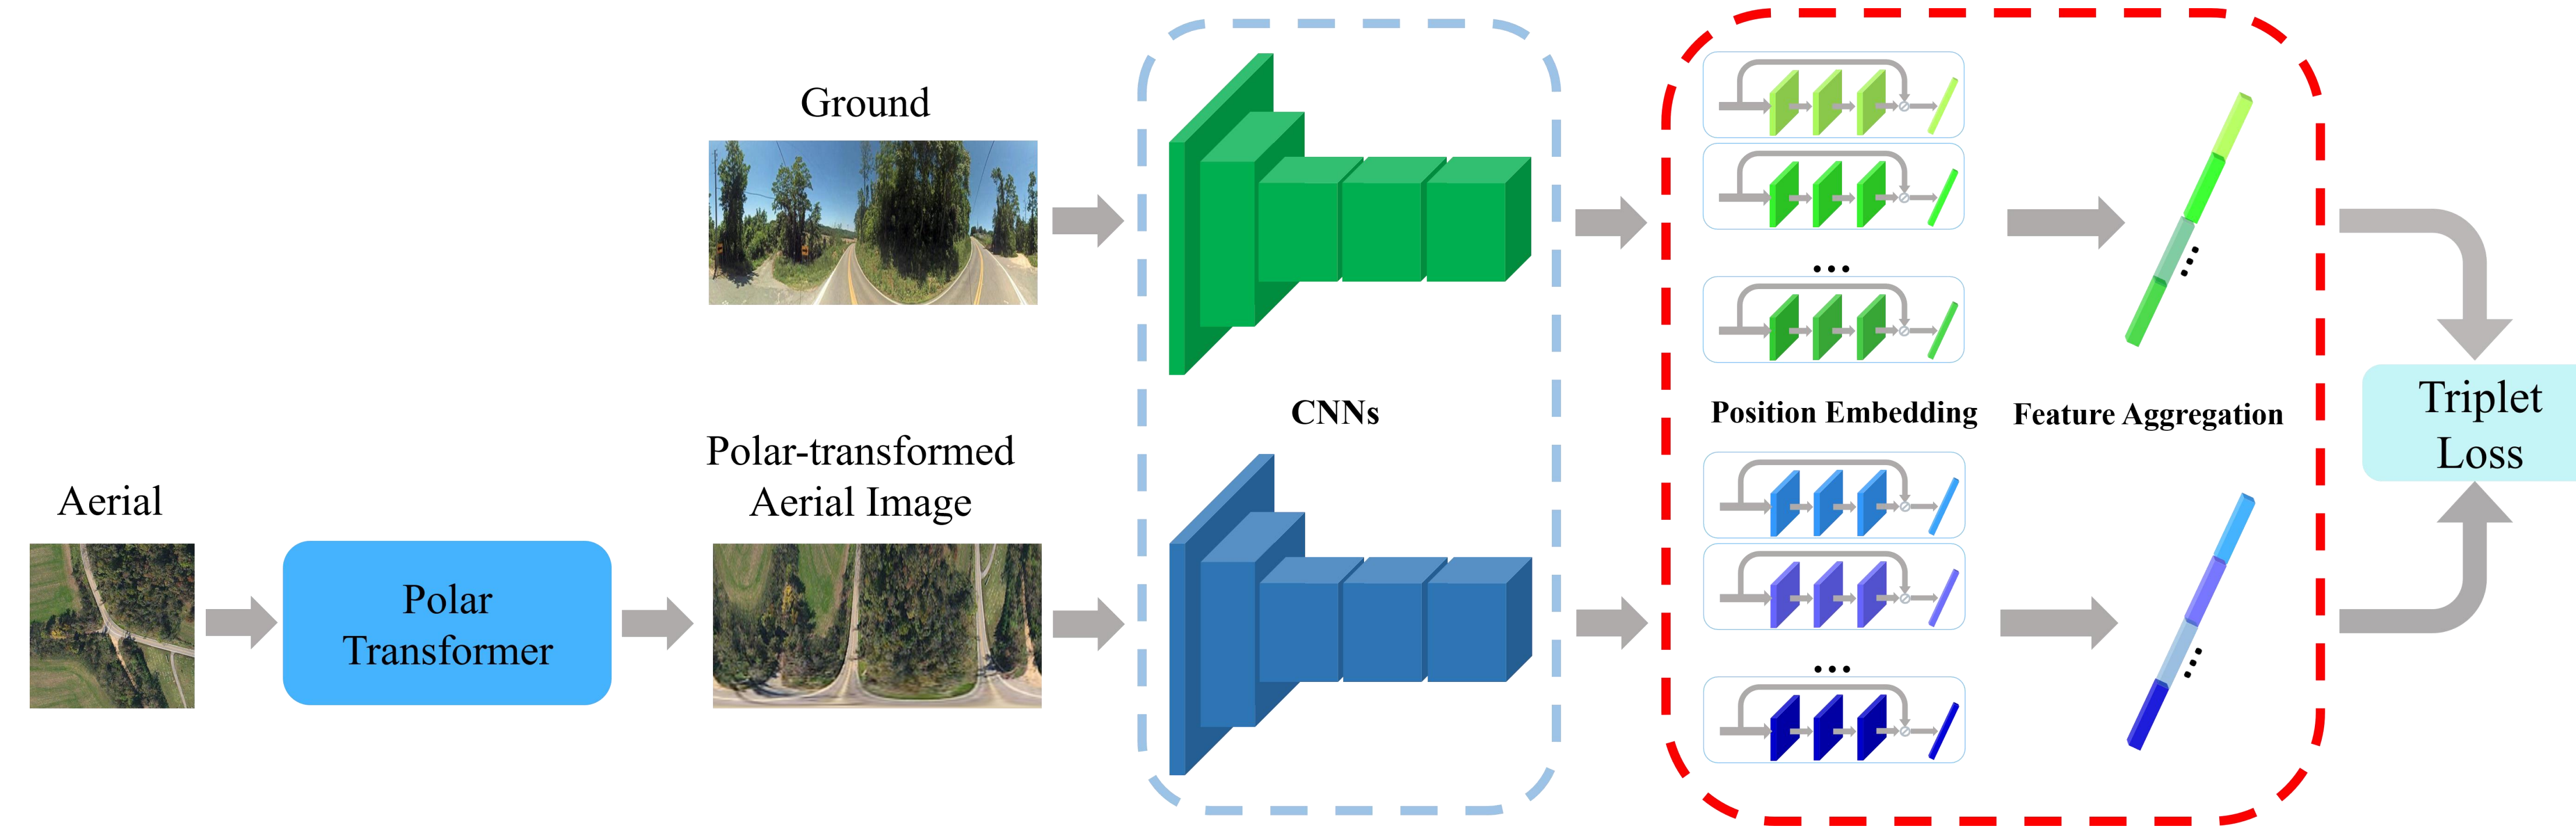 Ground
Aerial
Polar
Transformer
Polar-transformed
Aerial Image
CNNs
Position Embedding
Feature Aggregation
...
...
Triplet
Loss